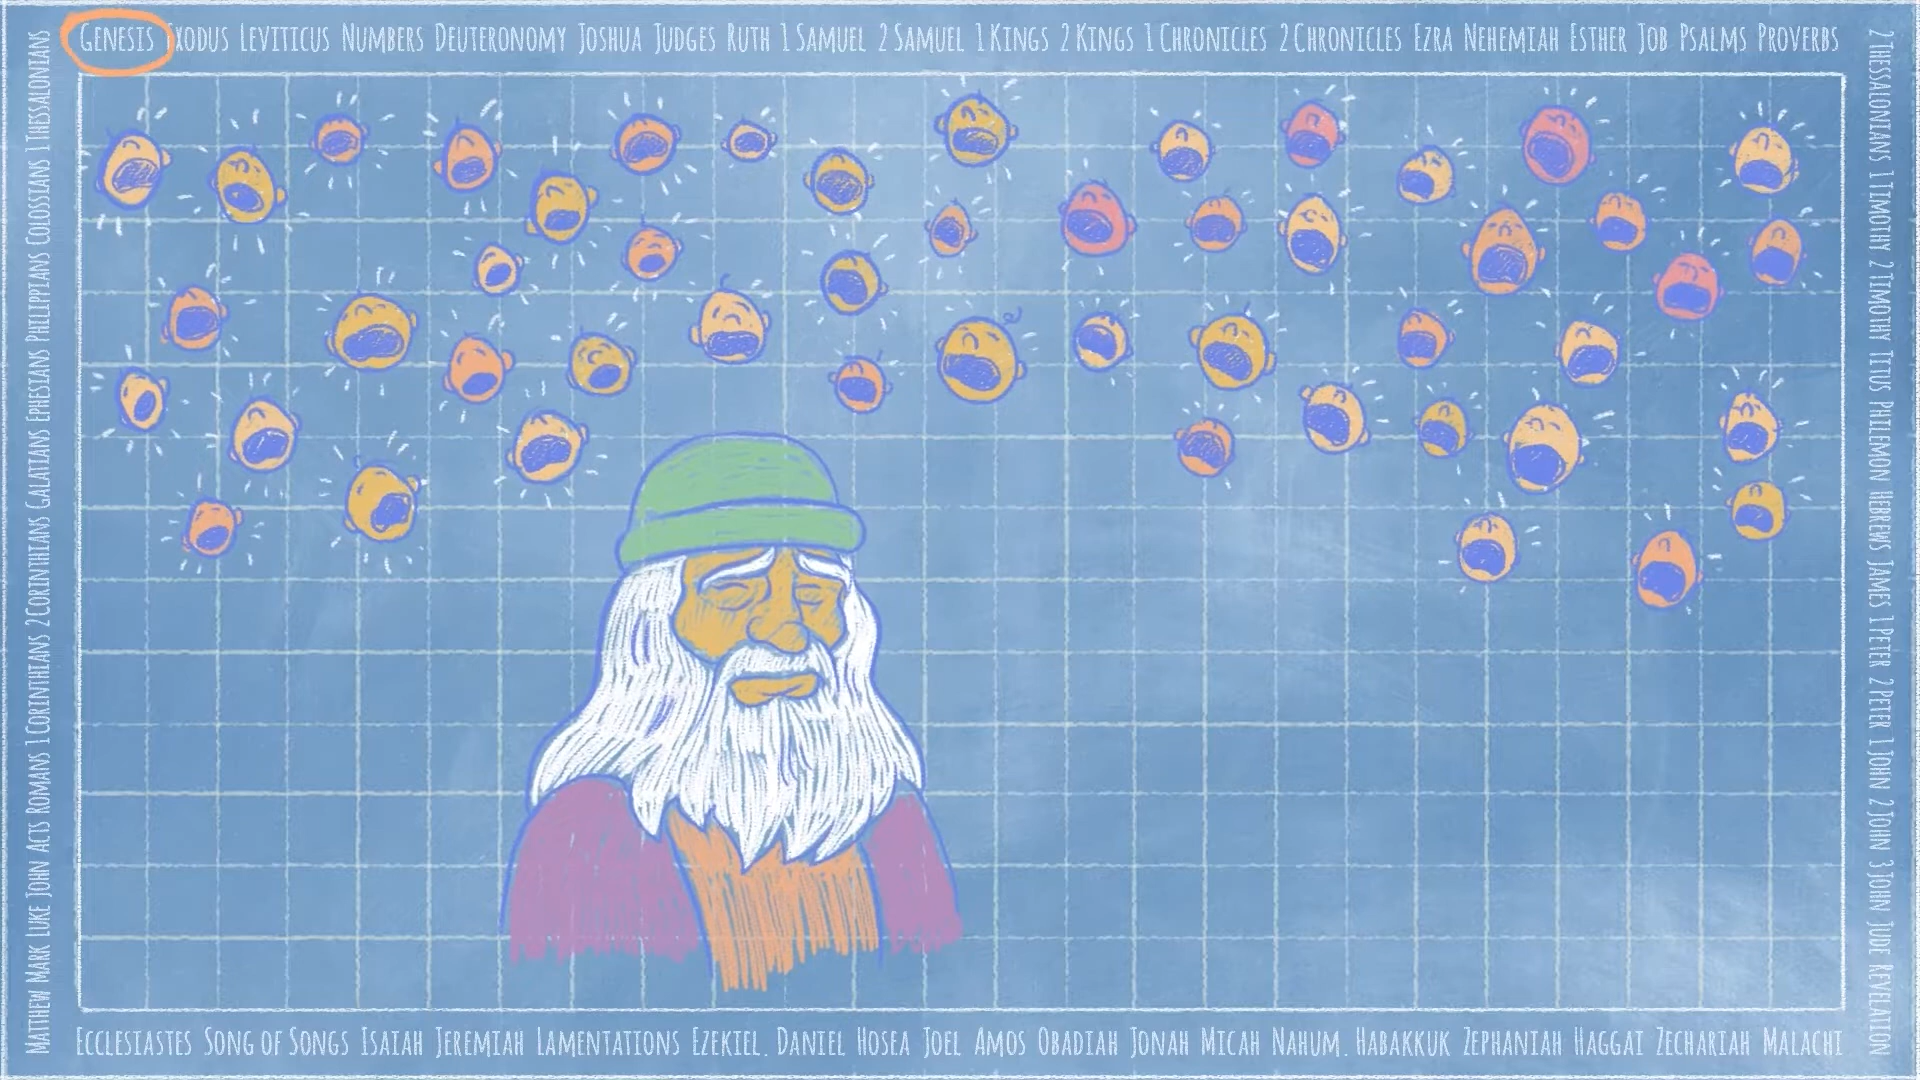 Genesis Exodus Leviticus Numbers Deuteronomy Joshua Judges Ruth 1 Samuel 2 Samuel 1 Kings 2 Kings 1 Chronicles 2 Chronicles Ezra Nehemiah Esther Job Psalms Proverbs
Ecclesiastes Song of Songs Isaiah Jeremiah Lamentations Ezekiel. Daniel Hosea Joel Amos Obadiah Jonah Micah Nahum. Habakkuk Zephaniah Haggai Zechariah Malachi
Matthew Mark Luke John Acts Romans 1 Corinthians 2 Corinthians Galatians Ephesians Philippians Colossians 1 Thessalonians
2 Thessalonians 1 Timothy 2 Timothy Titus Philemon Hebrews James 1 Peter 2 Peter 1 John 2 John 3 John Jude Revelation